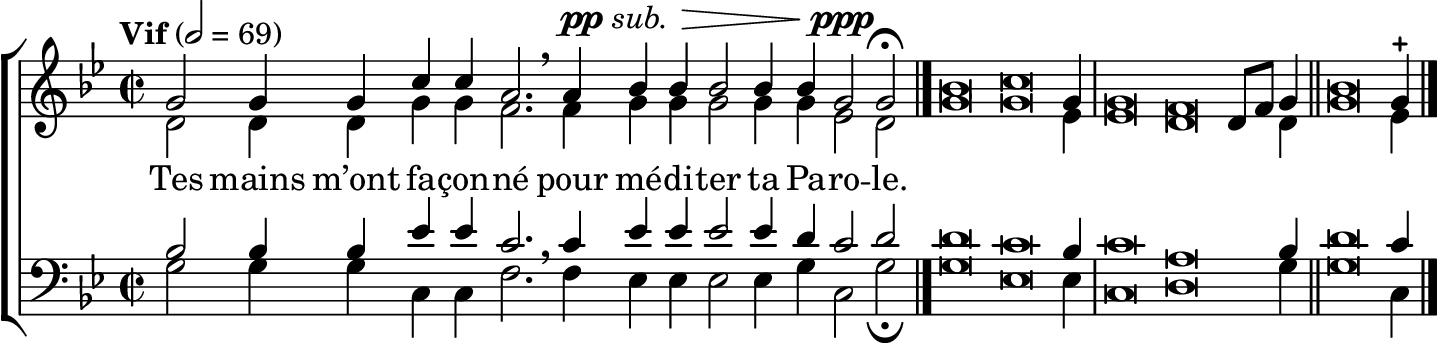 Vif (𝅗𝅥 = 69)
pp sub. ppp
Tes mains m’ont façonné pour méditer ta Paro-le.